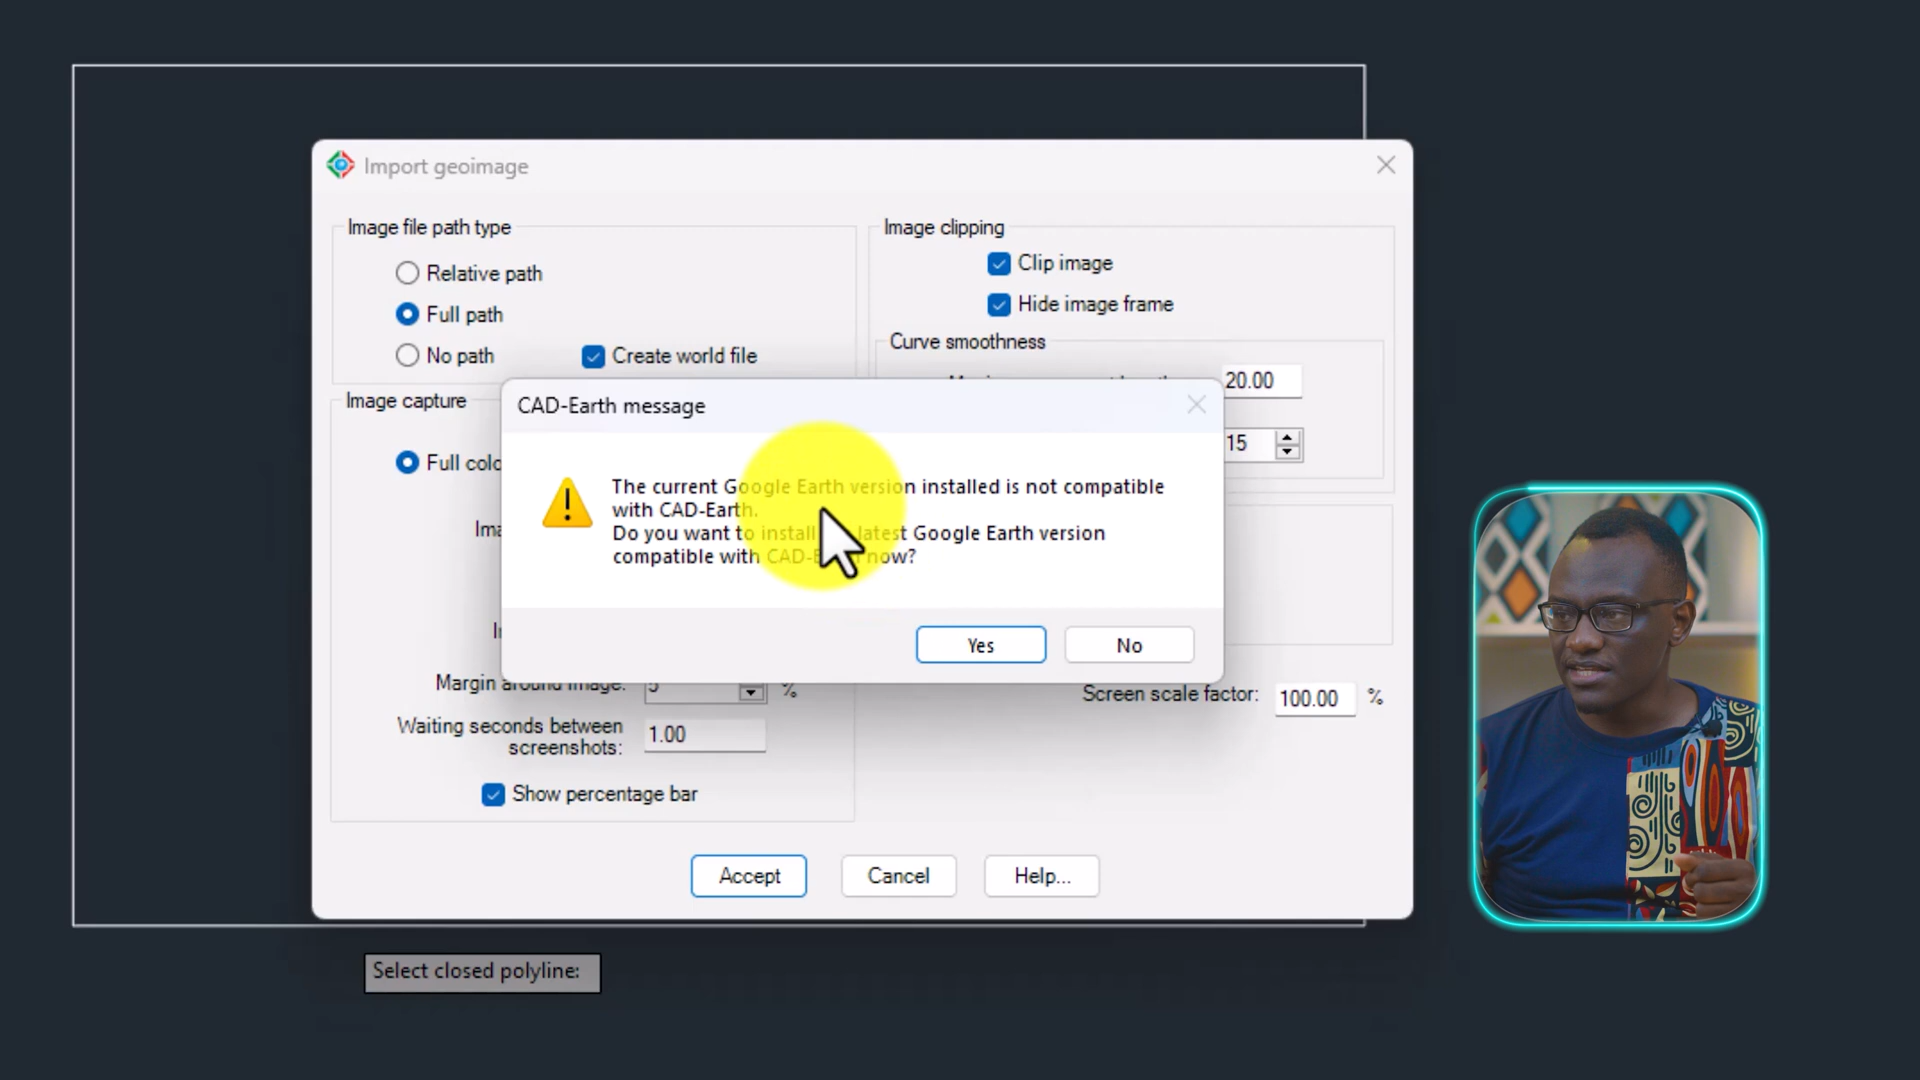 Import geoimage
Image file path type
Relative path
Full path
No path
Create world file
Image clipping
Clip image
Hide image frame
Curve smoothness
20.00
15
Image capture
Full colo
CAD-Earth message
The current Google Earth version installed is not compatible
with CAD-Earth.
Do you want to install latest Google Earth version
compatible with CAD-E now?
Yes
No
Ima
Margin around image: 5 %
Waiting seconds between
screenshots:
1.00
Show percentage bar
Screen scale factor: 100.00 %
Accept
Cancel
Help...
Select closed polyline: